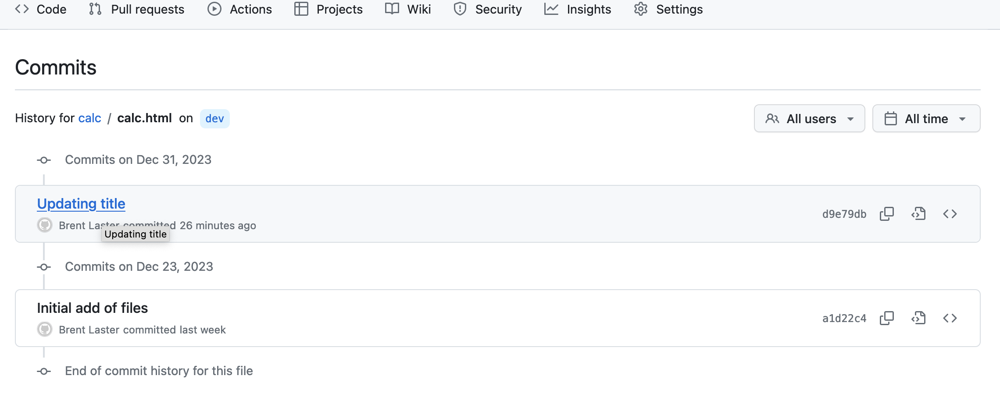 Code Pull requests Actions Projects Wiki Security Insights Settings
Commits
History for calc / calc.html on dev
All users All time
Commits on Dec 31, 2023
Updating title
d9e79db
Brent Laster committed 26 minutes ago
Updating title
Commits on Dec 23, 2023
Initial add of files
a1d22c4
Brent Laster committed last week
End of commit history for this file